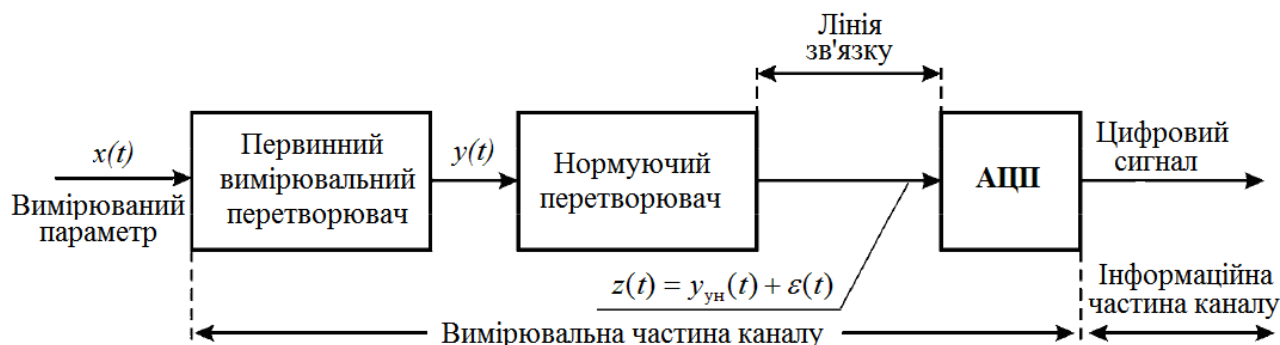 Лінія
зв'язку
x(t)
Вимірюваний
параметр
Первинний
вимірювальний
перетворювач
y(t)
Нормуючий
перетворювач
АЦП
Цифровий
сигнал
z(t) = yун(t) + ε(t)
Вимірювальна частина каналу
Інформаційна
частина каналу